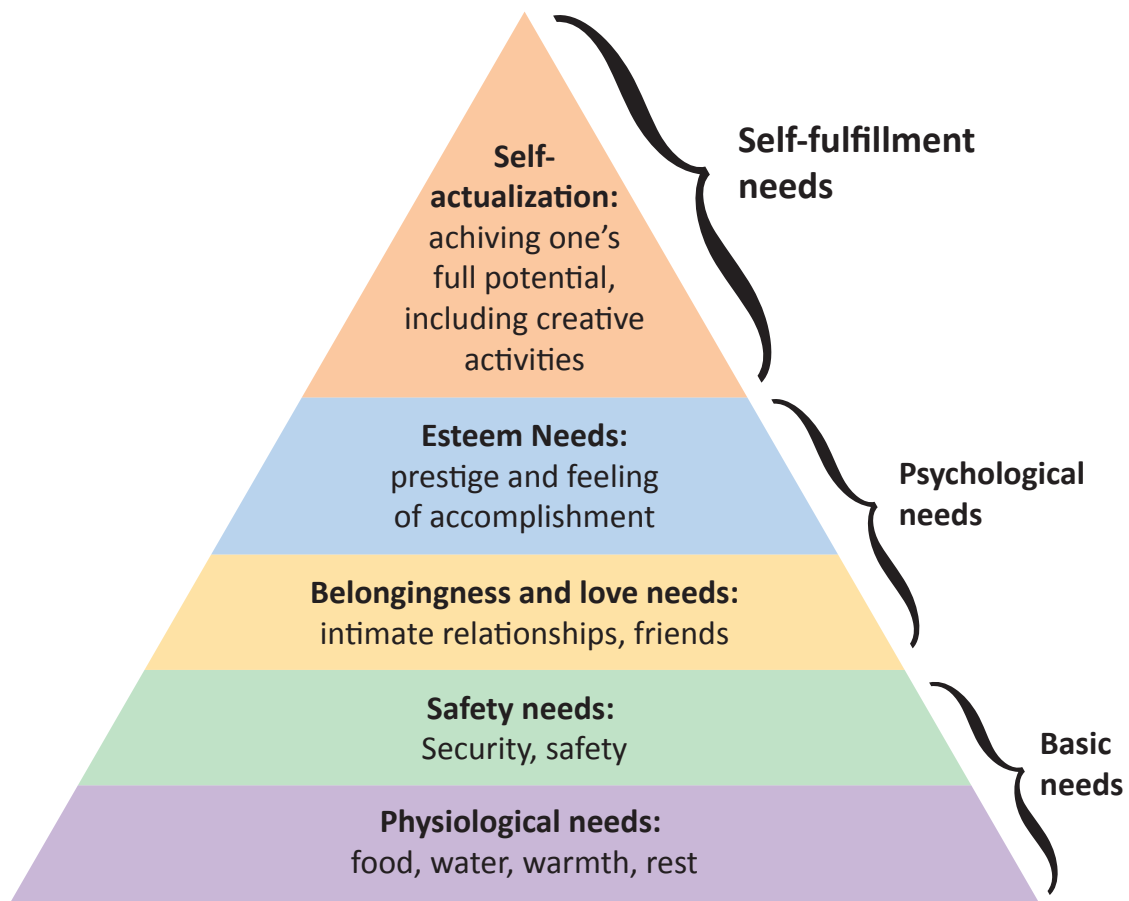 Self-
actualization:
achiving one’s
full potential,
including creative
activities
Self-fulfillment
needs
Esteem Needs:
prestige and feeling
of accomplishment
Psychological
needs
Belongingness and love needs:
intimate relationships, friends
Safety needs:
Security, safety
Basic
needs
Physiological needs:
food, water, warmth, rest